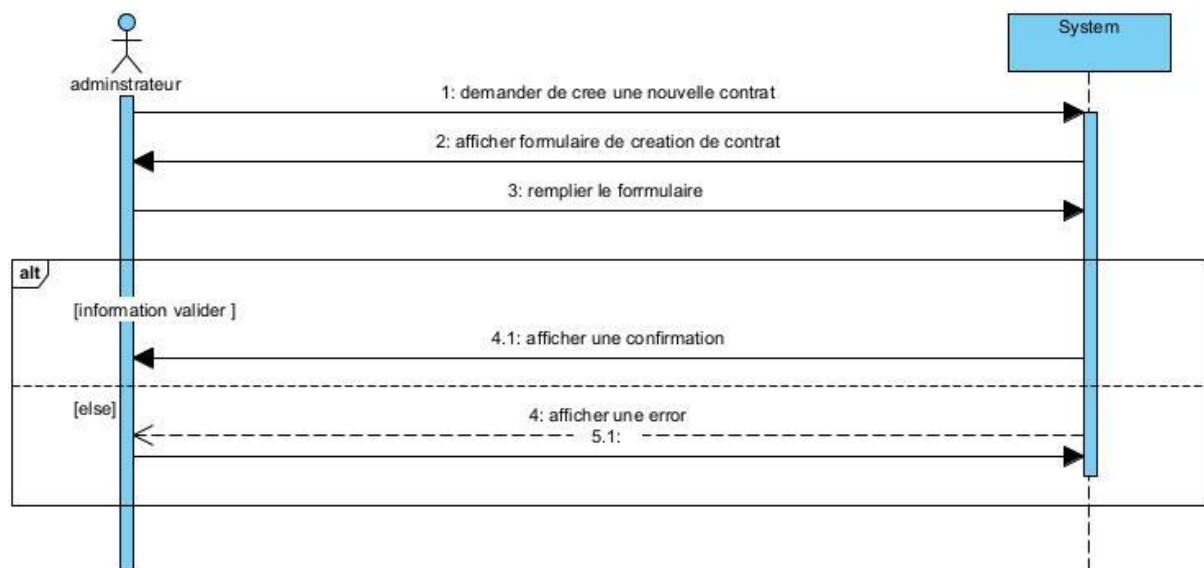 System
adminstrateur
1: demander de cree une nouvelle contrat
2: afficher formulaire de creation de contrat
3: remplier le formulaire
alt
[information valider ]
4.1: afficher une confirmation
[else]
4: afficher une error
5.1: